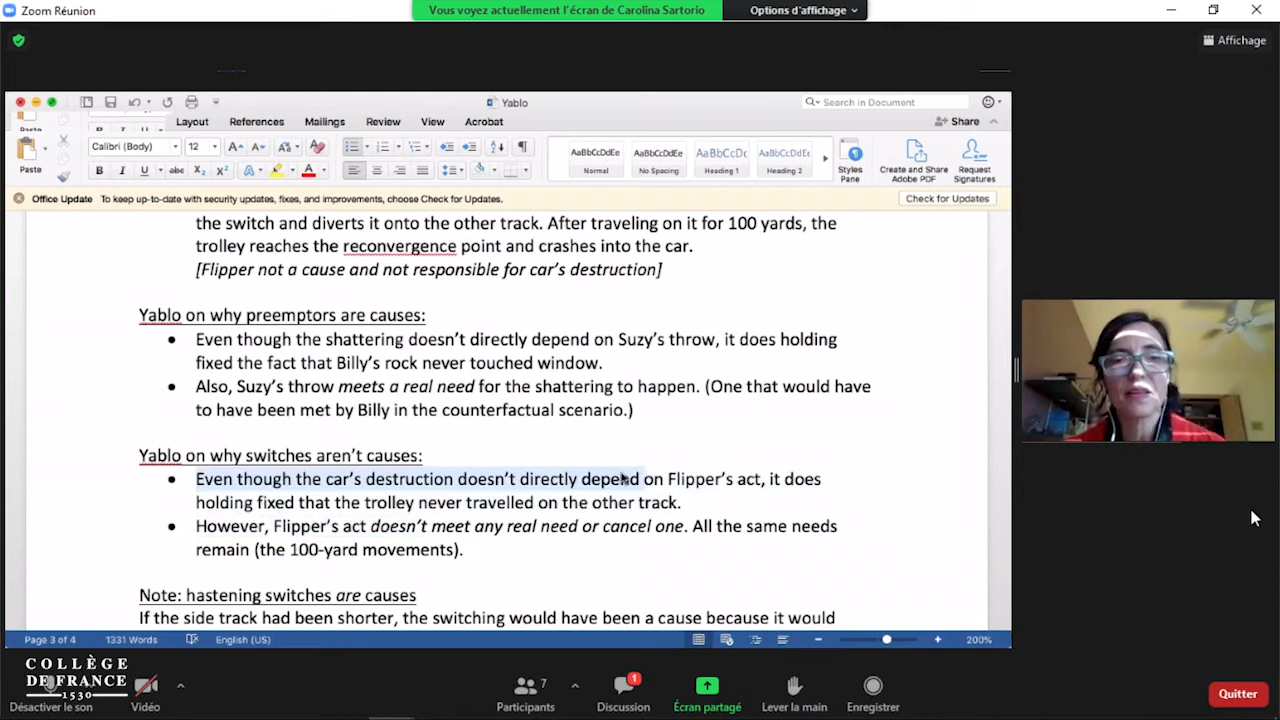 Zoom Réunion
Vous voyez actuellement l'écran de Carolina Sartorio
Options d'affichage
Affichage
Yablo
Search in Document
Layout
References
Mailings
Review
View
Acrobat
Share
Paste
Calibri (Body)
12
AaBbCcDdEe
AaBbCcDdEe
AaBbCcDc
AaBbCcDdEe
Normal
No Spacing
Heading 1
Heading 2
Styles Pane
Create and Share Adobe PDF
Request Signatures
Office Update
To keep up-to-date with security updates, fixes, and improvements, choose Check for Updates.
Check for Updates
the switch and diverts it onto the other track. After traveling on it for 100 yards, the
trolley reaches the reconvergence point and crashes into the car.
[Flipper not a cause and not responsible for car's destruction]
Yablo on why preemptors are causes:
• Even though the shattering doesn't directly depend on Suzy's throw, it does holding
fixed the fact that Billy's rock never touched window.
• Also, Suzy's throw meets a real need for the shattering to happen. (One that would have
to have been met by Billy in the counterfactual scenario.)
Yablo on why switches aren't causes:
• Even though the car's destruction doesn't directly depend on Flipper's act, it does
holding fixed that the trolley never travelled on the other track.
• However, Flipper's act doesn't meet any real need or cancel one. All the same needs
remain (the 100-yard movements).
Note: hastening switches are causes
If the side track had been shorter, the switching would have been a cause because it would
Page 3 of 4
1331 Words
English (US)
200%
COLLÈGE
DE FRANCE
1530
Désactiver le son
Vidéo
7
Participants
1
Discussion
Écran partagé
Lever la main
Enregistrer
Quitter